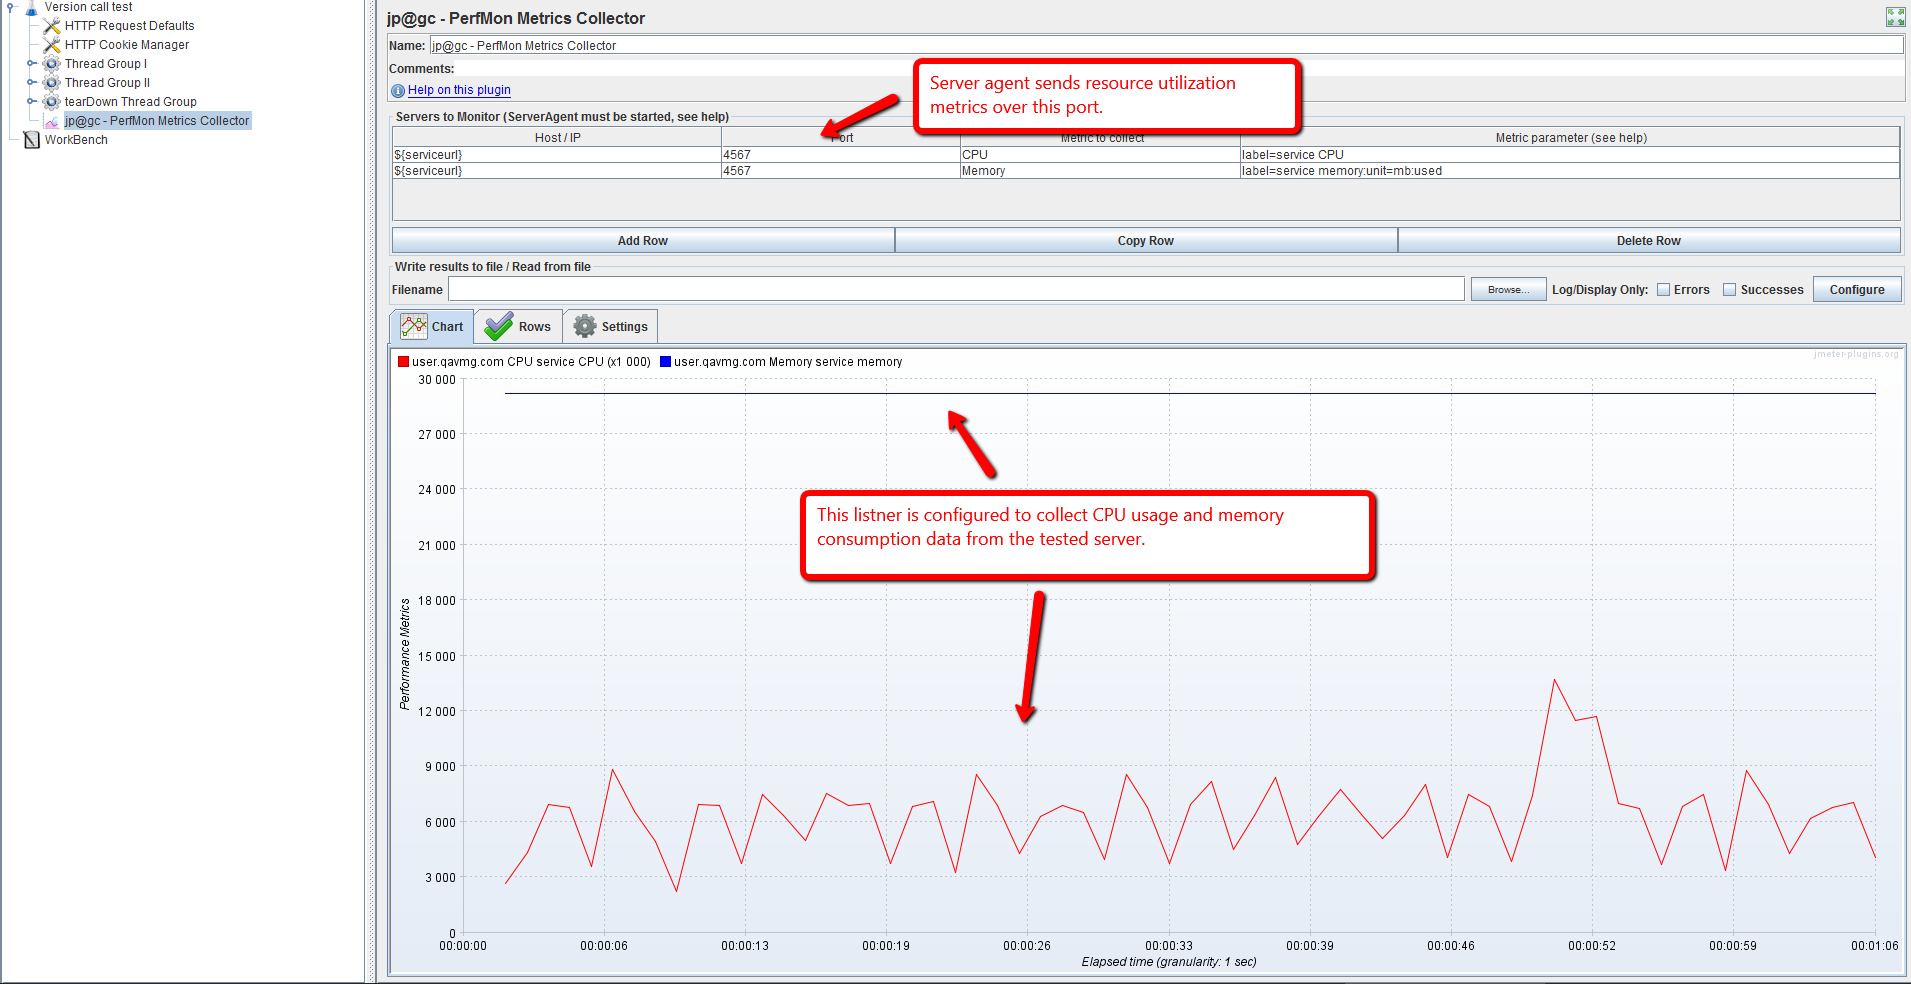 Version call test
HTTP Request Defaults
HTTP Cookie Manager
Thread Group I
Thread Group II
tearDown Thread Group
jp@gc - PerfMon Metrics Collector
WorkBench
jp@gc - PerfMon Metrics Collector
Name: jp@gc - PerfMon Metrics Collector
Comments:
Help on this plugin
Server agent sends resource utilization
metrics over this port.
Servers to Monitor (ServerAgent must be started, see help)
Host / IP Port Metric to collect Metric parameter (see help)
${serviceurl} 4567 CPU label=service CPU
${serviceurl} 4567 Memory label=service memory:unit=mb:used
Add Row Copy Row Delete Row
Write results to file / Read from file
Filename Browse... Log/Display Only: Errors Successes Configure
Chart Rows Settings
jmeter-plugins.org
user.qavmg.com CPU service CPU (x1 000) user.qavmg.com Memory service memory
30 000
27 000
24 000
21 000
18 000
15 000
12 000
9 000
6 000
3 000
0
Performance Metrics
This listner is configured to collect CPU usage and memory
consumption data from the tested server.
00:00:00 00:00:06 00:00:13 00:00:19 00:00:26 00:00:33 00:00:39 00:00:46 00:00:52 00:00:59 00:01:06
Elapsed time (granularity: 1 sec)